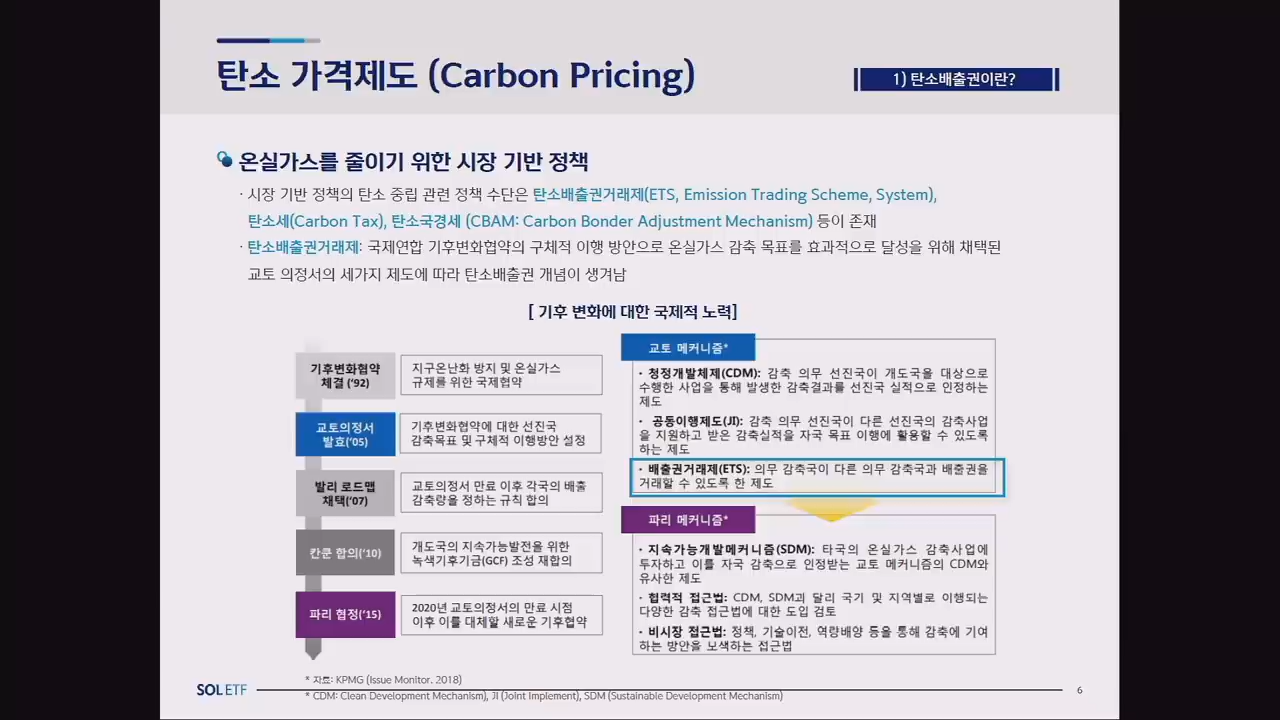 탄소 가격제도 (Carbon Pricing)
1) 탄소배출권이란?
온실가스를 줄이기 위한 시장 기반 정책
· 시장 기반 정책의 탄소 중립 관련 정책 수단은 탄소배출권거래제(ETS, Emission Trading Scheme, System),
탄소세(Carbon Tax), 탄소국경세 (CBAM: Carbon Bonder Adjustment Mechanism) 등이 존재
· 탄소배출권거래제: 국제연합 기후변화협약의 구체적 이행 방안으로 온실가스 감축 목표를 효과적으로 달성을 위해 채택된
교토 의정서의 세가지 제도에 따라 탄소배출권 개념이 생겨남
[ 기후 변화에 대한 국제적 노력]
기후변화협약
체결 ('92)
지구온난화 방지 및 온실가스
규제를 위한 국제협약
교토의정서
발효('05)
기후변화협약에 대한 선진국
감축목표 및 구체적 이행방안 설정
발리 로드맵
채택('07)
교토의정서 만료 이후 각국의 배출
감축량을 정하는 규칙 합의
칸쿤 합의('10)
개도국의 지속가능발전을 위한
녹색기후기금(GCF) 조성 재합의
파리 협정('15)
2020년 교토의정서의 만료 시점
이후 이를 대체할 새로운 기후협약
교토 메커니즘*
· 청정개발체제(CDM): 감축 의무 선진국이 개도국을 대상으로
수행한 사업을 통해 발생한 감축결과를 선진국 실적으로 인정하는
제도
· 공동이행제도(JI): 감축 의무 선진국이 다른 선진국의 감축사업
을 지원하고 받은 감축실적을 자국 목표 이행에 활용할 수 있도록
하는 제도
· 배출권거래제(ETS): 의무 감축국이 다른 의무 감축국과 배출권을
거래할 수 있도록 한 제도
파리 메커니즘*
· 지속가능개발메커니즘(SDM): 타국의 온실가스 감축사업에
투자하고 이를 자국 감축으로 인정받는 교토 메커니즘의 CDM와
유사한 제도
· 협력적 접근법: CDM, SDM과 달리 국기 및 지역별로 이행되는
다양한 감축 접근법에 대한 도입 검토
· 비시장 접근법: 정책, 기술이전, 역량배양 등을 통해 감축에 기여
하는 방안을 모색하는 접근법
* 자료: KPMG (Issue Monitor. 2018)
* CDM: Clean Development Mechanism), JI (Joint Implement), SDM (Sustainable Development Mechanism)
SOL ETF
6